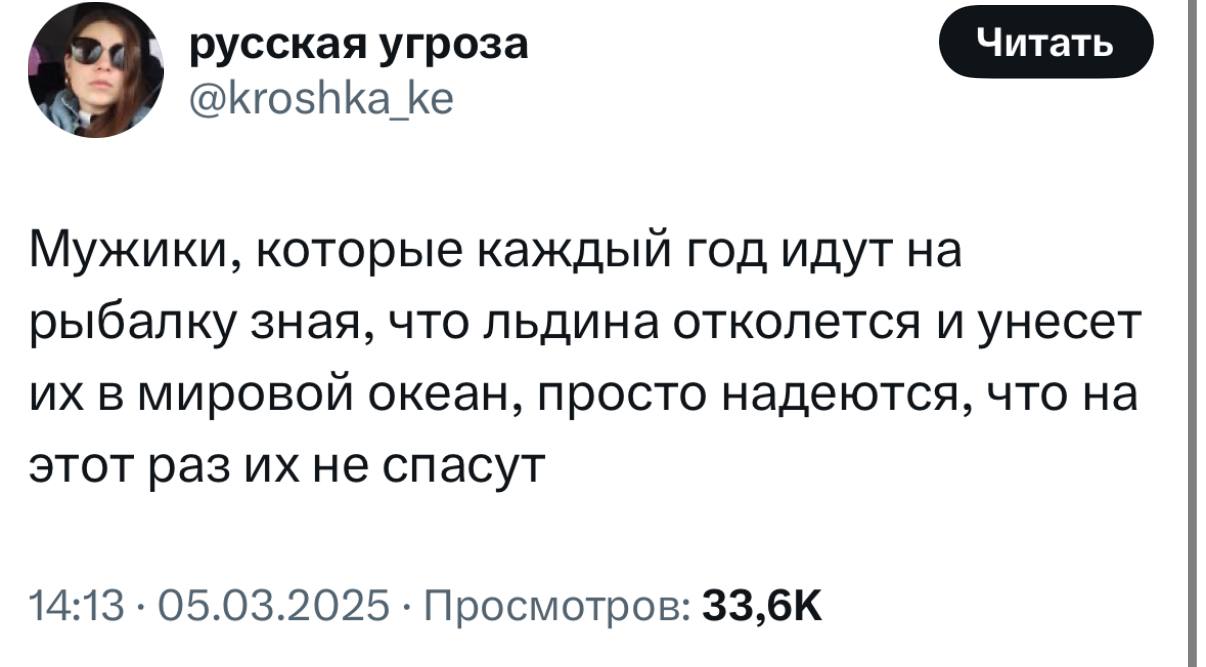 русская угроза
Читать
@kroshka_ke
Мужики, которые каждый год идут на
рыбалку зная, что льдина отколется и унесет
их в мировой океан, просто надеются, что на
этот раз их не спасут
14:13 · 05.03.2025 · Просмотров: 33,6K